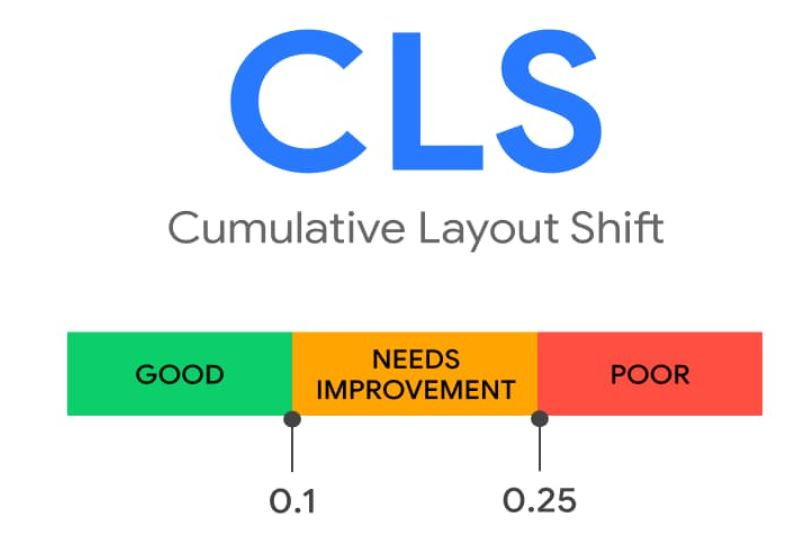 CLS
Cumulative Layout Shift
GOOD
NEEDS
IMPROVEMENT
POOR
0.1
0.25